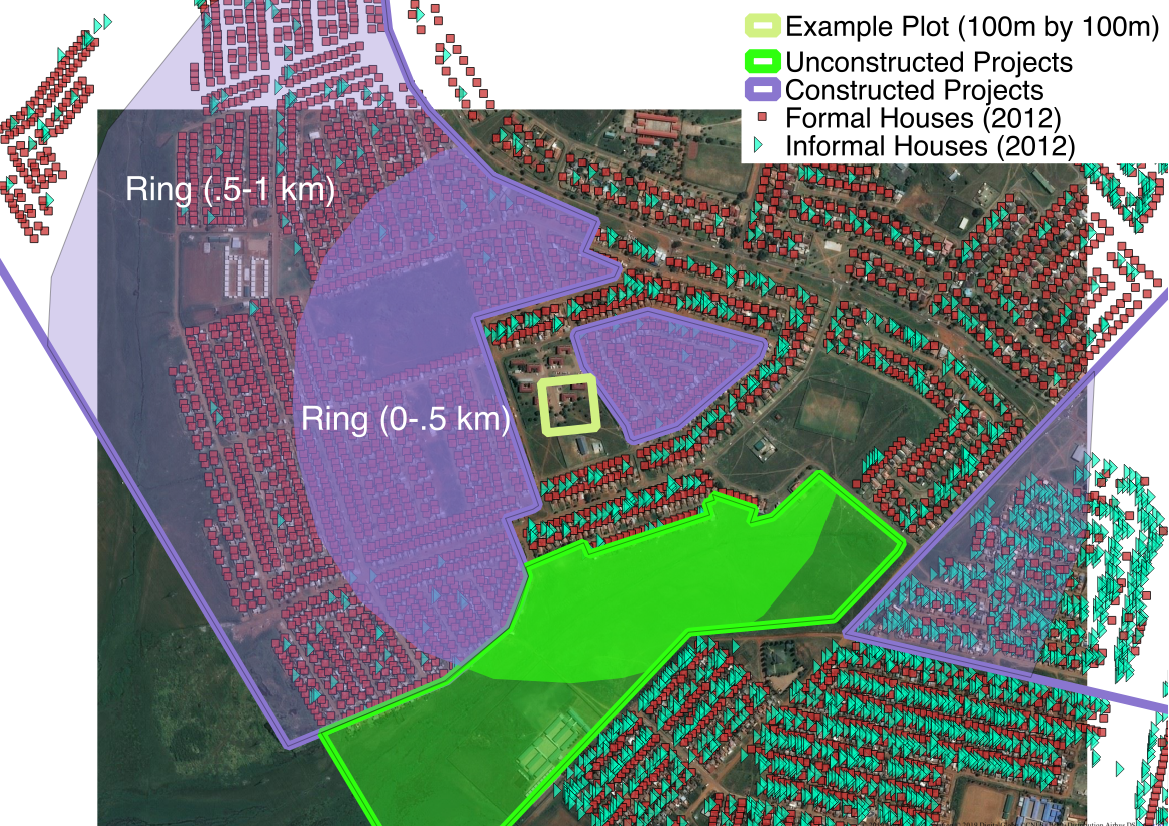 Example Plot (100m by 100m)
Unconstructed Projects
Constructed Projects
Formal Houses (2012)
Informal Houses (2012)
Ring (.5-1 km)
Ring (0-.5 km)